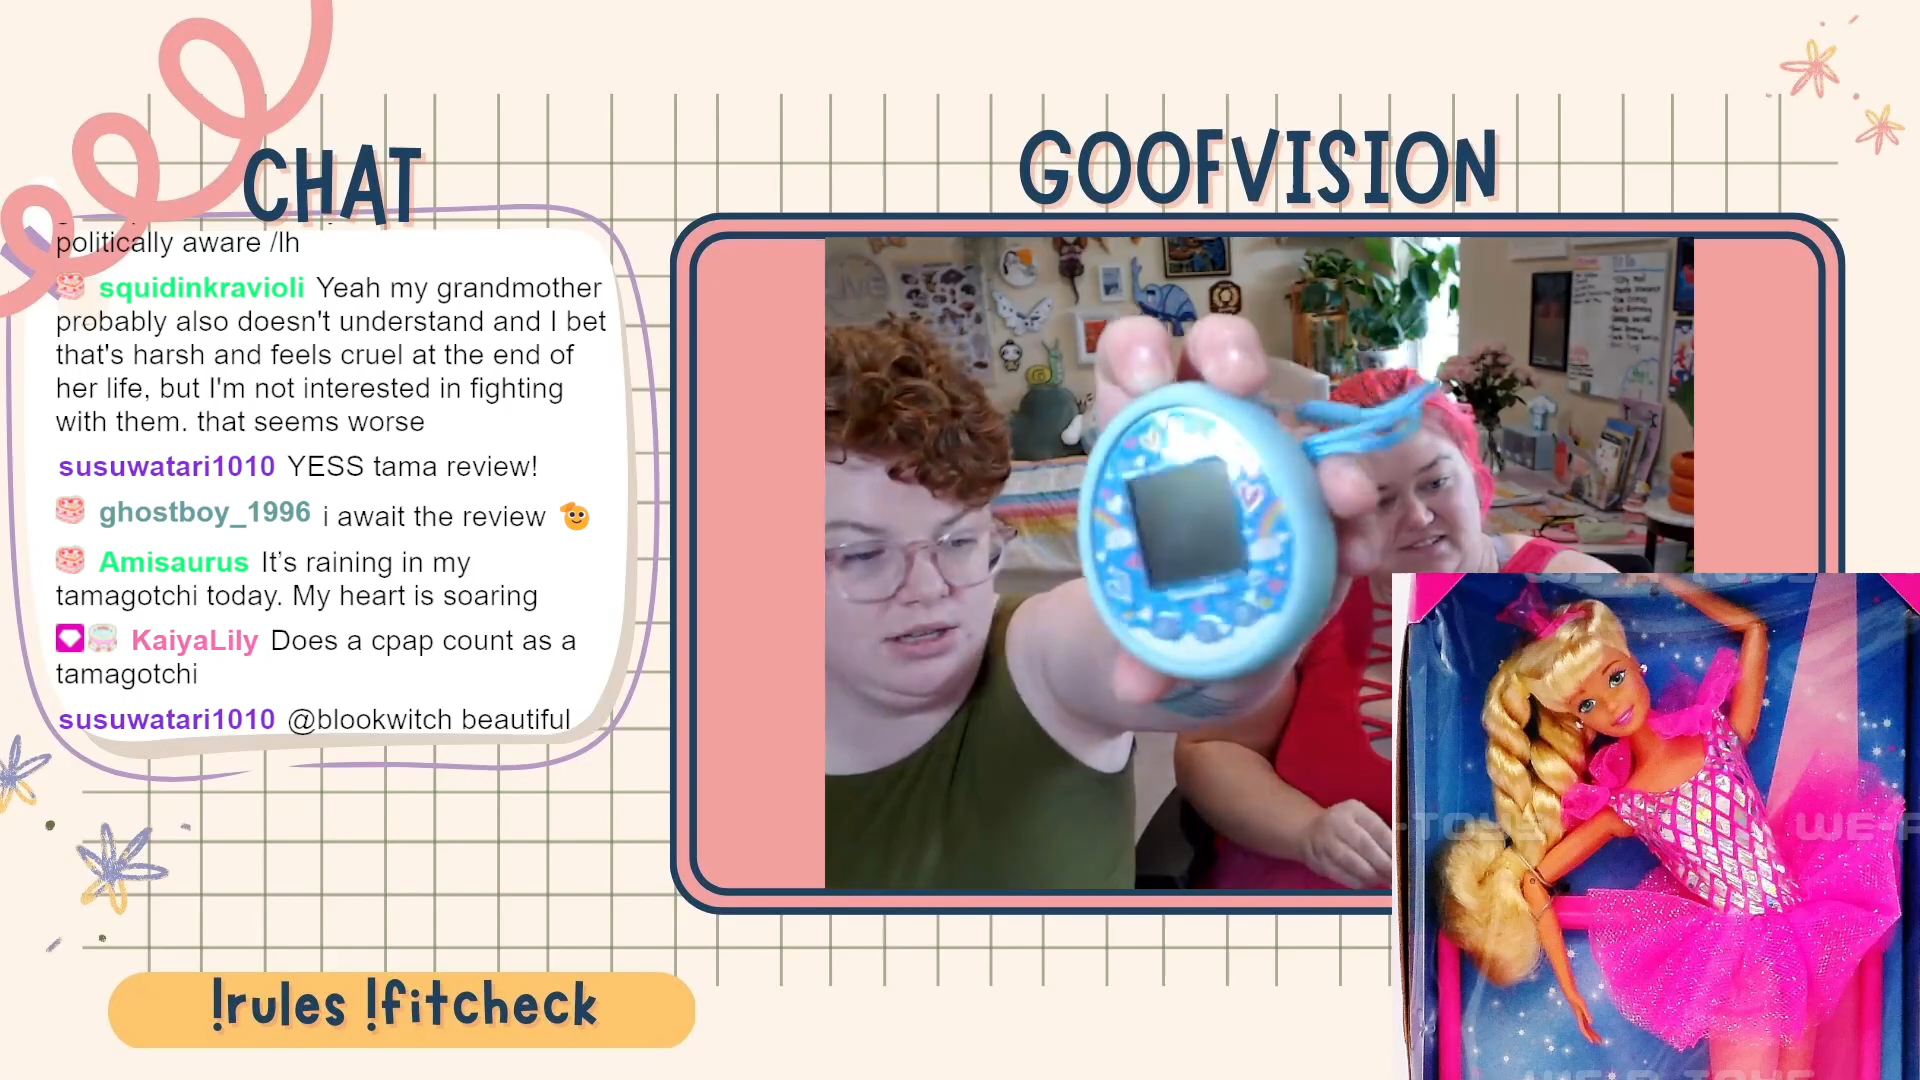 CHAT
GOOFVISION
politically aware /lh
squidinkravioli Yeah my grandmother
probably also doesn't understand and I bet
that's harsh and feels cruel at the end of
her life, but I'm not interested in fighting
with them. that seems worse
susuwatari1010 YESS tama review!
ghostboy_1996 i await the review
Amisaurus It's raining in my
tamagotchi today. My heart is soaring
KaiyaLily Does a cpap count as a
tamagotchi
susuwatari1010 @blookwitch beautiful
!rules !fitcheck